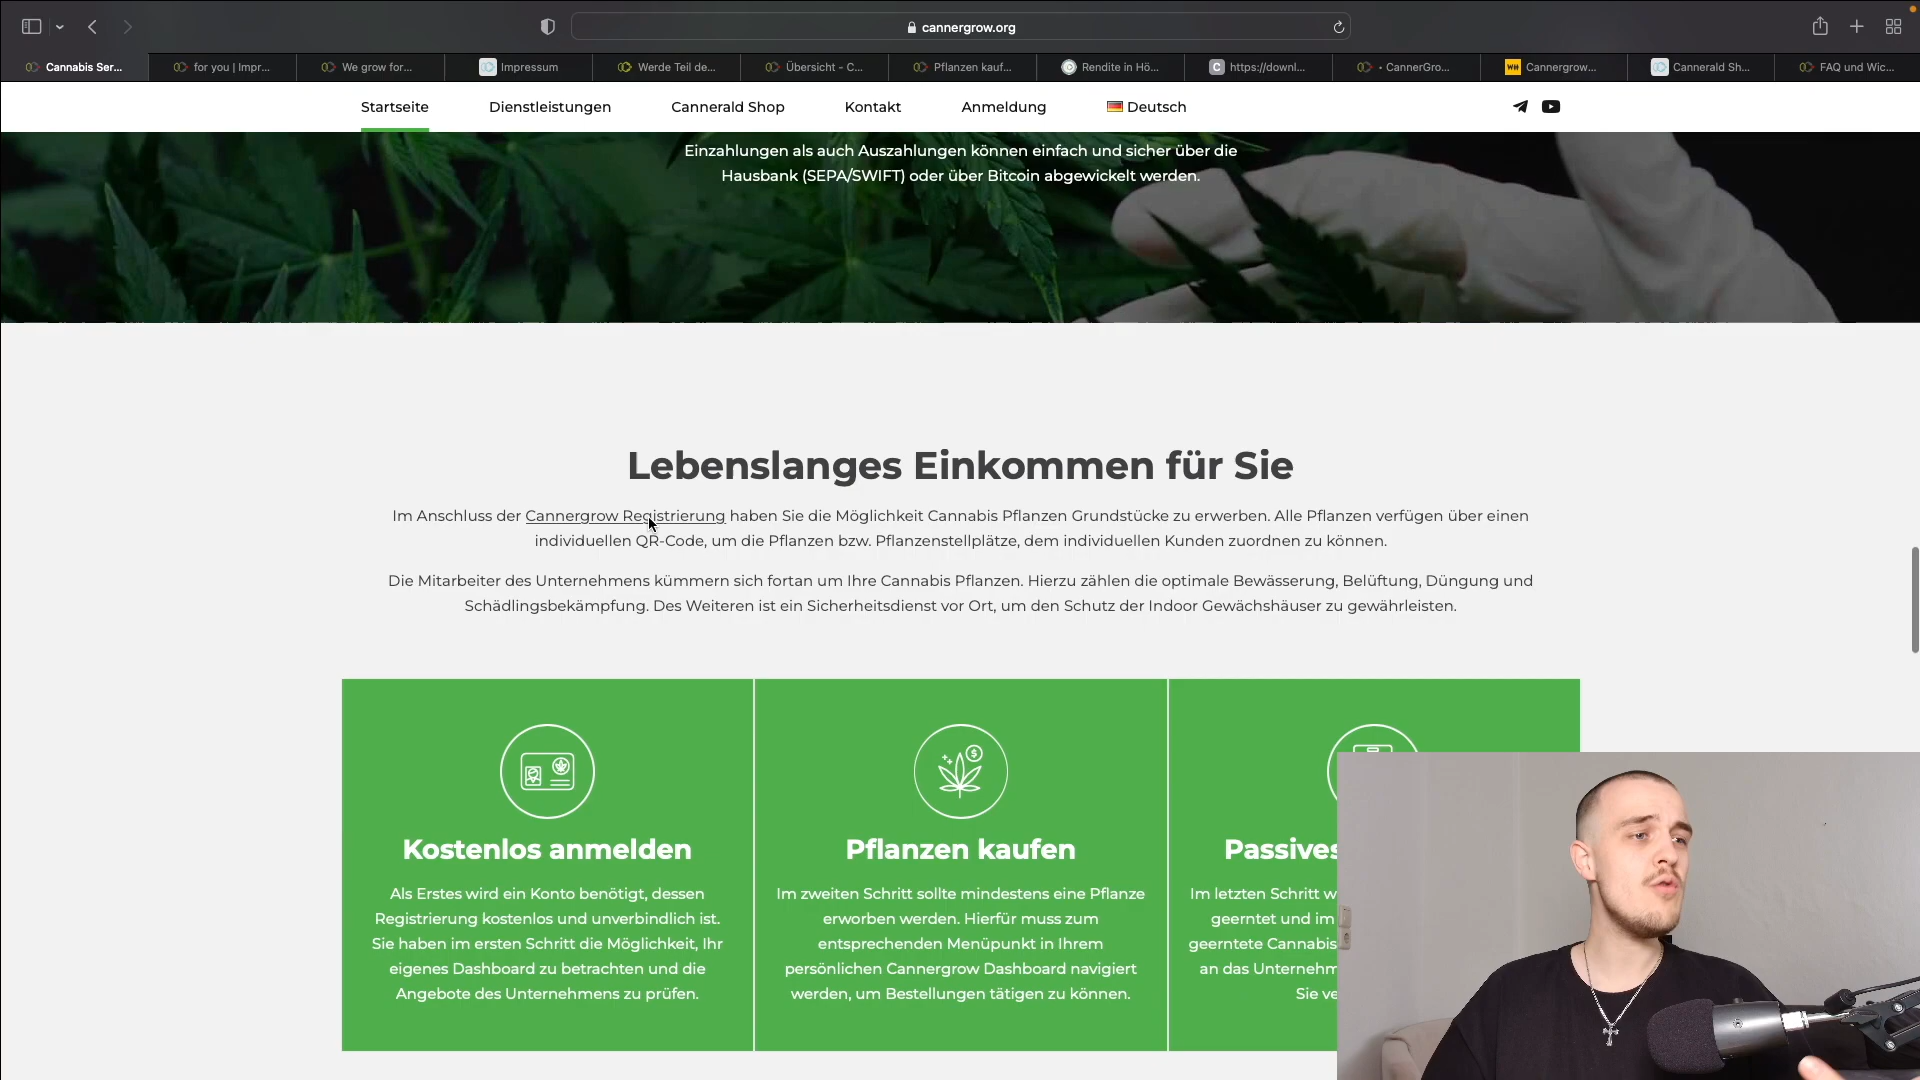 cannergrow.org
Cannabis Ser...
for you | Impr...
We grow for...
Impressum
Werde Teil de...
Übersicht - C...
Pflanzen kauf...
Rendite in Hö...
C
https://downl...
• CannerGro...
Cannergrow...
Cannerald Sh...
FAQ und Wic...
Startseite
Dienstleistungen
Cannerald Shop
Kontakt
Anmeldung
Deutsch
Einzahlungen als auch Auszahlungen können einfach und sicher über die
Hausbank (SEPA/SWIFT) oder über Bitcoin abgewickelt werden.
Lebenslanges Einkommen für Sie
Im Anschluss der Cannergrow Registrierung haben Sie die Möglichkeit Cannabis Pflanzen Grundstücke zu erwerben. Alle Pflanzen verfügen über einen
individuellen QR-Code, um die Pflanzen bzw. Pflanzenstellplätze, dem individuellen Kunden zuordnen zu können.
Die Mitarbeiter des Unternehmens kümmern sich fortan um Ihre Cannabis Pflanzen. Hierzu zählen die optimale Bewässerung, Belüftung, Düngung und
Schädlingsbekämpfung. Des Weiteren ist ein Sicherheitsdienst vor Ort, um den Schutz der Indoor Gewächshäuser zu gewährleisten.
Kostenlos anmelden
Als Erstes wird ein Konto benötigt, dessen
Registrierung kostenlos und unverbindlich ist.
Sie haben im ersten Schritt die Möglichkeit, Ihr
eigenes Dashboard zu betrachten und die
Angebote des Unternehmens zu prüfen.
Pflanzen kaufen
Im zweiten Schritt sollte mindestens eine Pflanze
erworben werden. Hierfür muss zum
entsprechenden Menüpunkt in Ihrem
persönlichen Cannergrow Dashboard navigiert
werden, um Bestellungen tätigen zu können.
Passives
Im letzten Schritt w
geerntet und im
geerntete Cannabis
an das Unternehm
Sie ve